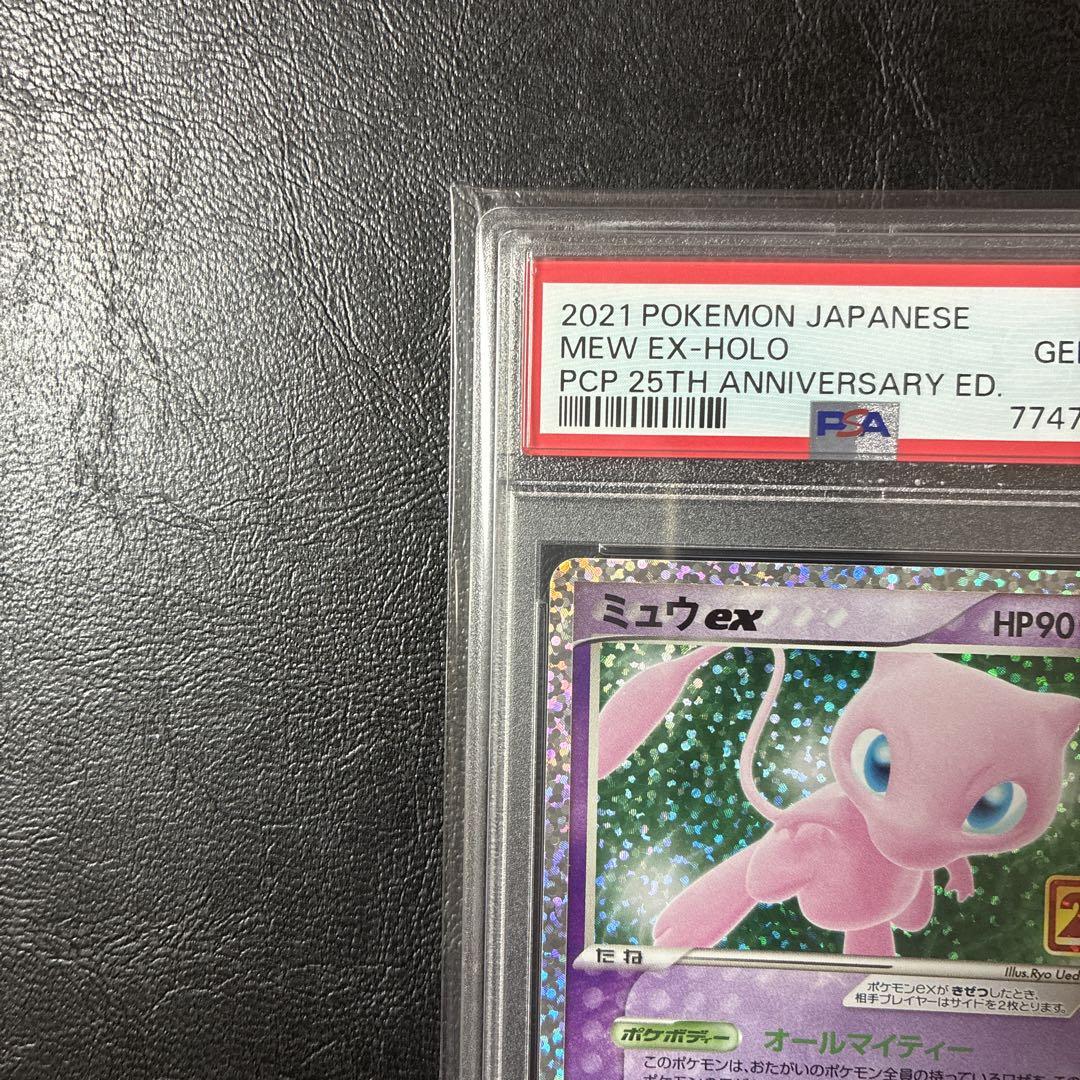 2021 POKEMON JAPANESE
MEW EX-HOLO
PCP 25TH ANNIVERSARY ED.
PSA
ミュウex HP90
たね
Illus.Ryo
ポケモンexが きぜつしたとき、
相手プレイヤーはサイトを2枚とります。
ポケボディー オールマイティー
このポケモンは、おたがいのポケモン全員の持っているワザを、